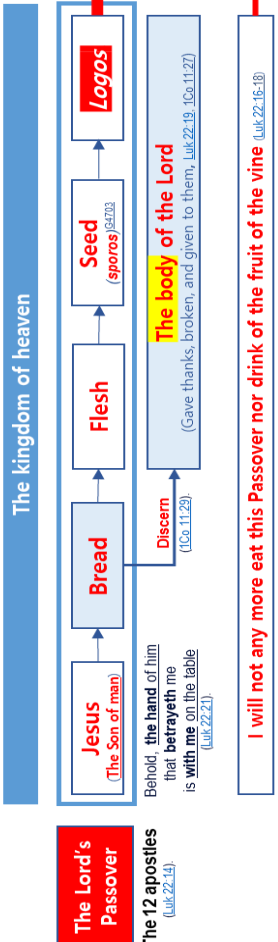 The kingdom of heaven
The Lord's
Passover
Jesus
(The Son of man)
Bread
Flesh
Seed
(sporos)G4703
Logos
The 12 apostles
(Luk 22:14).
Behold, the hand of him
that betrayeth me
is with me on the table
(Luk 22:21).
Discern
(1Co 11:29).
The body of the Lord
(Gave thanks, broken, and given to them, Luk 22:19, 1Co 11:27)
I will not any more eat this Passover nor drink of the fruit of the vine (Luk 22:16-18)